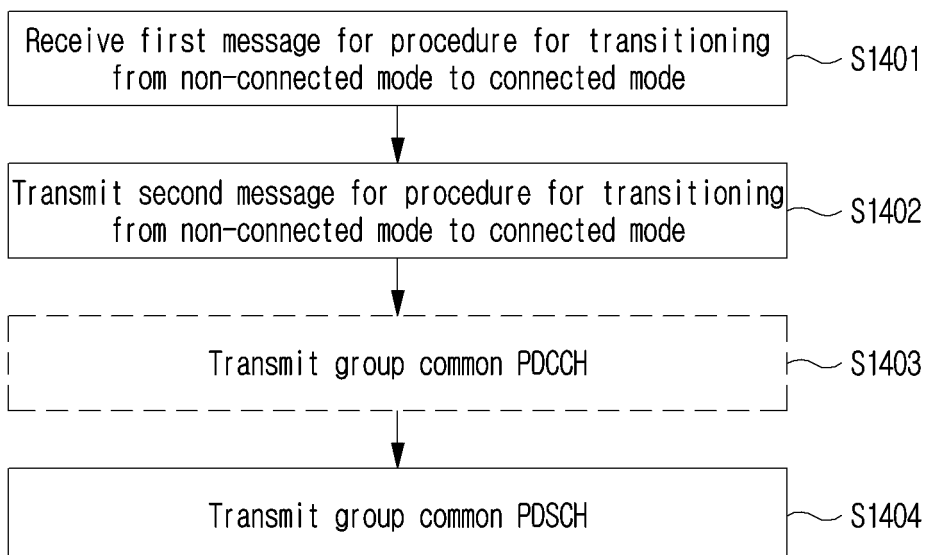 Receive first message for procedure for transitioning
from non-connected mode to connected mode
S1401
Transmit second message for procedure for transitioning
from non-connected mode to connected mode
S1402
Transmit group common PDCCH
S1403
Transmit group common PDSCH
S1404